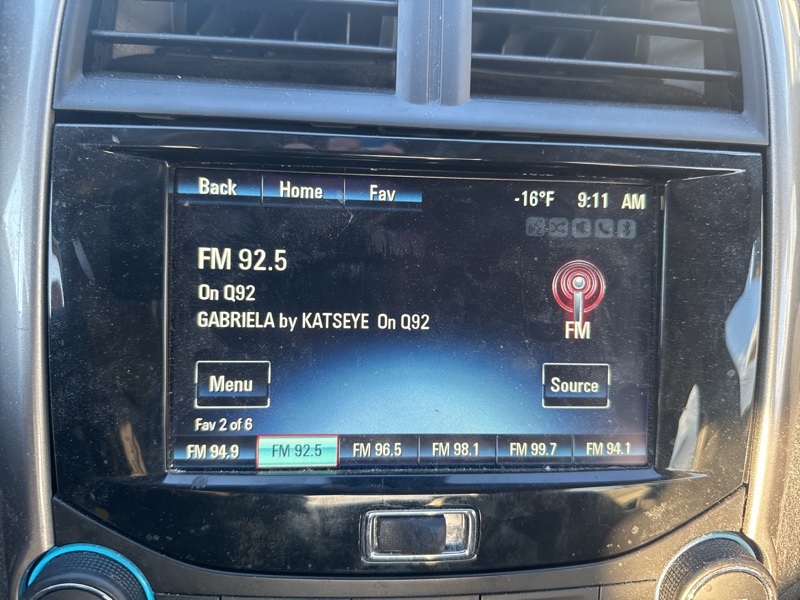 Back Home Fav -16°F 9:11 AM
FM 92.5
On Q92
GABRIELA by KATSEYE On Q92
FM
Menu Source
Fav 2 of 6
FM 94.9 FM 92.5 FM 96.5 FM 98.1 FM 99.7 FM 94.1